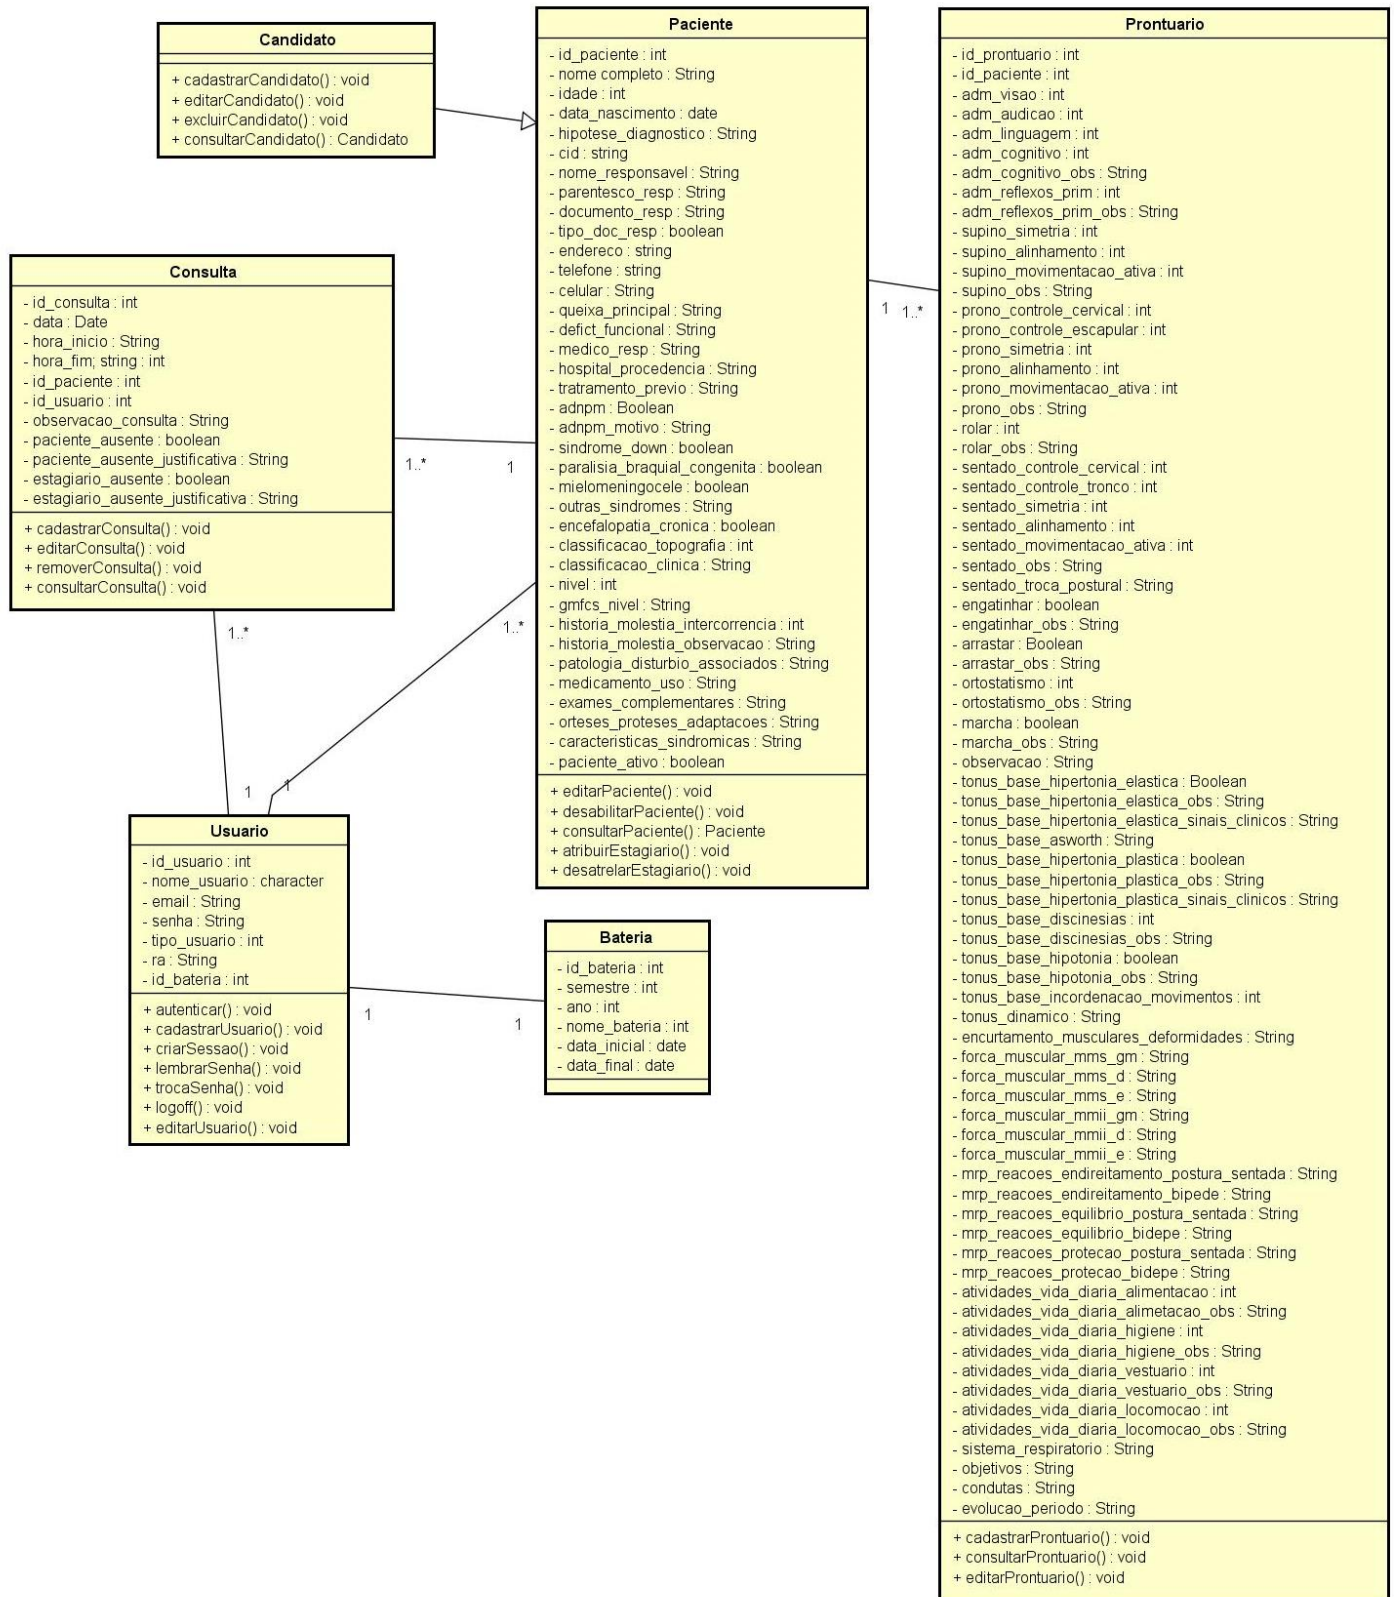 Candidato
+ cadastrarCandidato() : void
+ editarCandidato() : void
+ excluirCandidato() : void
+ consultarCandidato() : Candidato
Paciente
- id_paciente : int
- nome completo : String
- idade : int
- data_nascimento : date
- hipotese_diagnostico : String
- cid : string
- nome_responsavel : String
- parentesco_resp : String
- documento_resp : String
- tipo_doc_resp : boolean
- endereco : string
- telefone : string
- celular : String
- queixa_principal : String
- defict_funcional : String
- medico_resp : String
- hospital_procedencia : String
- tratramento_previo : String
- adnpm : Boolean
- adnpm_motivo : String
- sindrome_down : boolean
- paralisia_braquial_congenita : boolean
- mielomeningocele : boolean
- outras_sindromes : String
- encefalopatia_cronica : boolean
- classificacao_topografia : int
- classificacao_clinica : String
- nivel : int
- gmfcs_nivel : String
- historia_molestia_intercorrencia : int
- historia_molestia_observacao : String
- patologia_disturbio_associados : String
- medicamento_uso : String
- exames_complementares : String
- orteses_proteses_adaptacoes : String
- caracteristicas_sindromicas : String
- paciente_ativo : boolean
+ editarPaciente() : void
+ desabilitarPaciente() : void
+ consultarPaciente() : Paciente
+ atribuirEstagiario() : void
+ desatrelarEstagiario() : void
Prontuario
- id_prontuario : int
- id_paciente : int
- adm_visao : int
- adm_audicao : int
- adm_linguagem : int
- adm_cognitivo : int
- adm_cognitivo_obs : String
- adm_reflexos_prim : int
- adm_reflexos_prim_obs : String
- supino_simetria : int
- supino_alinhamento : int
- supino_movimentacao_ativa : int
- supino_obs : String
- prono_controle_cervical : int
- prono_controle_escapular : int
- prono_simetria : int
- prono_alinhamento : int
- prono_movimentacao_ativa : int
- prono_obs : String
- rolar : int
- rolar_obs : String
- sentado_controle_cervical : int
- sentado_controle_tronco : int
- sentado_simetria : int
- sentado_alinhamento : int
- sentado_movimentacao_ativa : int
- sentado_obs : String
- sentado_troca_postural : String
- engatinhar : boolean
- engatinhar_obs : String
- arrastar : Boolean
- arrastar_obs : String
- ortostatismo : int
- ortostatismo_obs : String
- marcha : boolean
- marcha_obs : String
- observacao : String
- tonus_base_hipertonia_elastica : Boolean
- tonus_base_hipertonia_elastica_obs : String
- tonus_base_hipertonia_elastica_sinais_clinicos : String
- tonus_base_asworth : String
- tonus_base_hipertonia_plastica : boolean
- tonus_base_hipertonia_plastica_obs : String
- tonus_base_hipertonia_plastica_sinais_clinicos : String
- tonus_base_discinesias : int
- tonus_base_discinesias_obs : String
- tonus_base_hipotonia : boolean
- tonus_base_hipotonia_obs : String
- tonus_base_incordenacao_movimentos : int
- tonus_dinamico : String
- encurtamento_musculares_deformidades : String
- forca_muscular_mms_gm : String
- forca_muscular_mms_d : String
- forca_muscular_mms_e : String
- forca_muscular_mmii_gm : String
- forca_muscular_mmii_d : String
- forca_muscular_mmii_e : String
- mrp_reacoes_endireitamento_postura_sentada : String
- mrp_reacoes_endireitamento_bipede : String
- mrp_reacoes_equilibrio_postura_sentada : String
- mrp_reacoes_equilibrio_bidepe : String
- mrp_reacoes_protecao_postura_sentada : String
- mrp_reacoes_protecao_bidepe : String
- atividades_vida_diaria_alimentacao : int
- atividades_vida_diaria_alimetacao_obs : String
- atividades_vida_diaria_higiene : int
- atividades_vida_diaria_higiene_obs : String
- atividades_vida_diaria_vestuario : int
- atividades_vida_diaria_vestuario_obs : String
- atividades_vida_diaria_locomocao : int
- atividades_vida_diaria_locomocao_obs : String
- sistema_respiratorio : String
- objetivos : String
- condutas : String
- evolucao_periodo : String
+ cadastrarProntuario() : void
+ consultarProntuario() : void
+ editarProntuario() : void
1 1..*
Consulta
- id_consulta : int
- data : Date
- hora_inicio : String
- hora_fim; string : int
- id_paciente : int
- id_usuario : int
- observacao_consulta : String
- paciente_ausente : boolean
- paciente_ausente_justificativa : String
- estagiario_ausente : boolean
- estagiario_ausente_justificativa : String
+ cadastrarConsulta() : void
+ editarConsulta() : void
+ removerConsulta() : void
+ consultarConsulta() : void
1..* 1
1..* 1..*
1 1
Usuario
- id_usuario : int
- nome_usuario : character
- email : String
- senha : String
- tipo_usuario : int
- ra : String
- id_bateria : int
+ autenticar() : void
+ cadastrarUsuario() : void
+ criarSessao() : void
+ lembrarSenha() : void
+ trocaSenha() : void
+ logoff() : void
+ editarUsuario() : void
1 1
Bateria
- id_bateria : int
- semestre : int
- ano : int
- nome_bateria : int
- data_inicial : date
- data_final : date